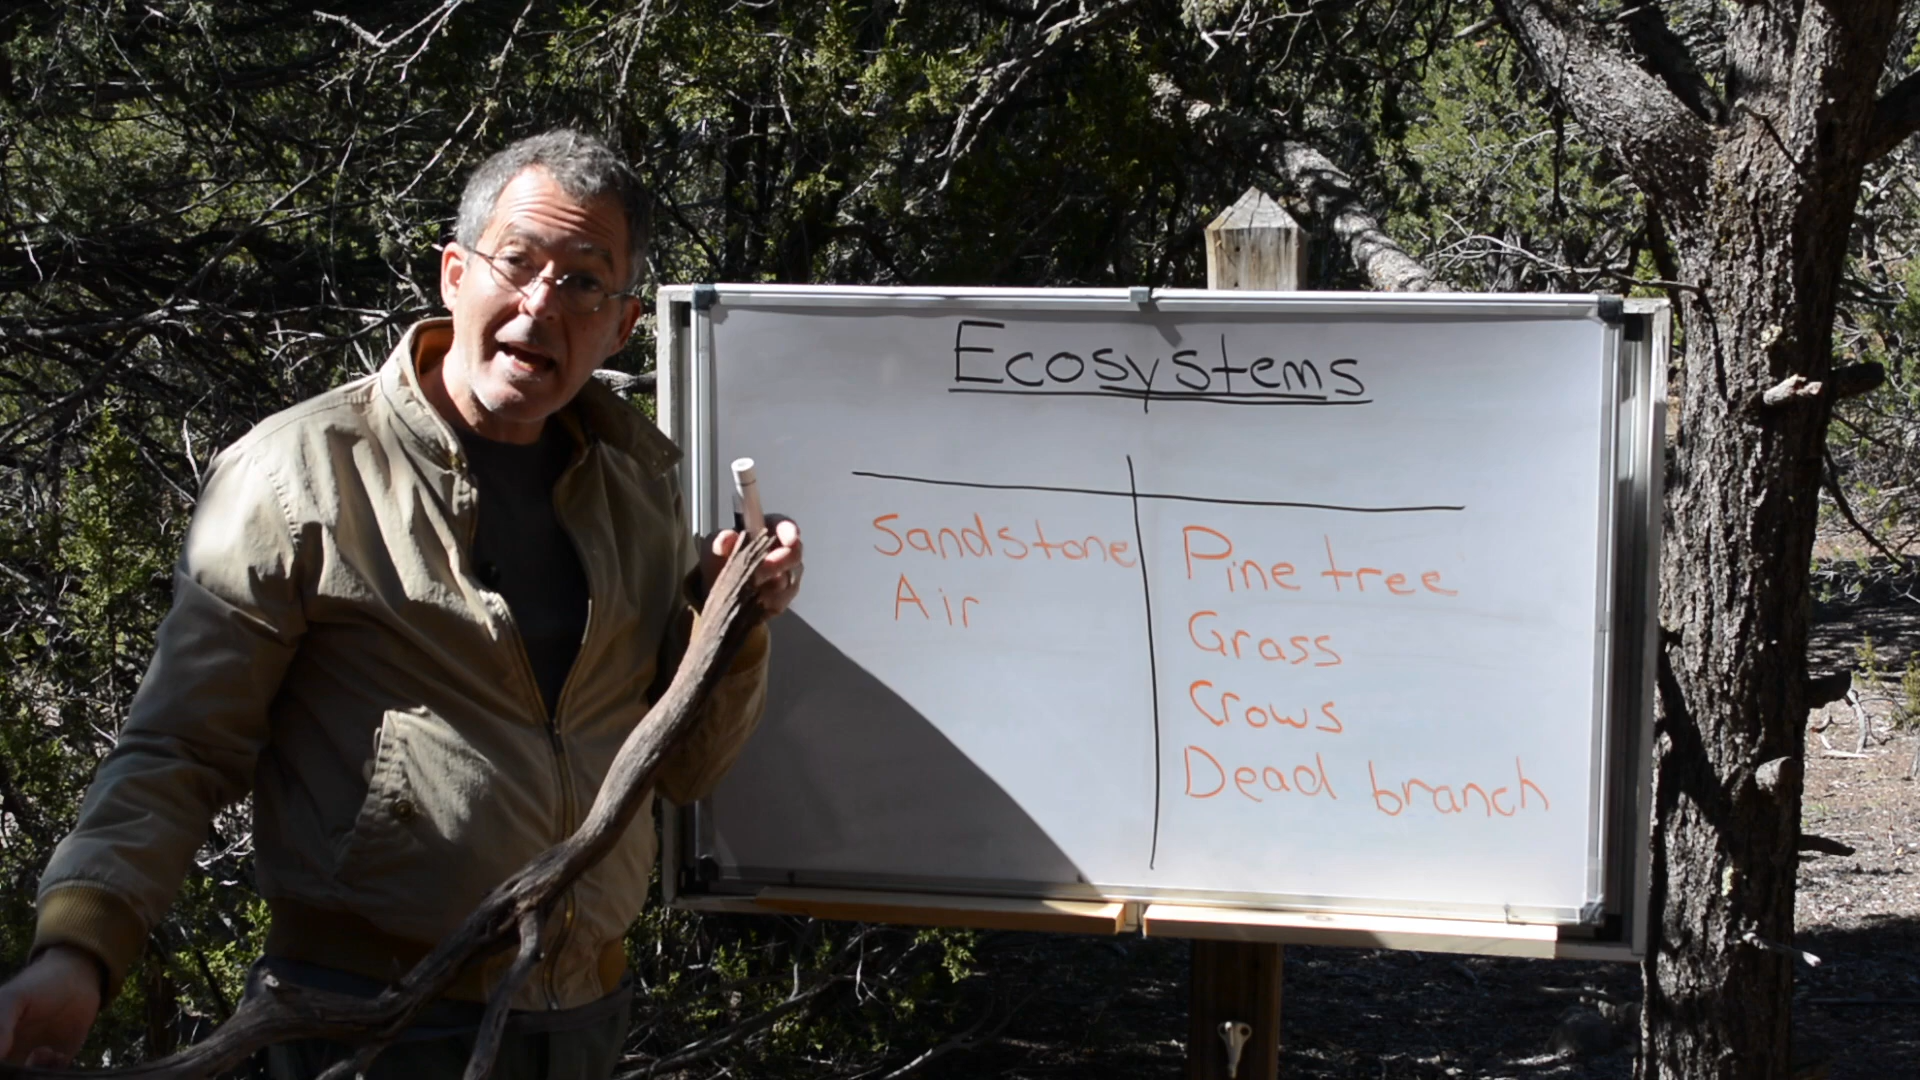 Ecosystems
Sandstone
Air
Pine tree
Grass
Crows
Dead branch